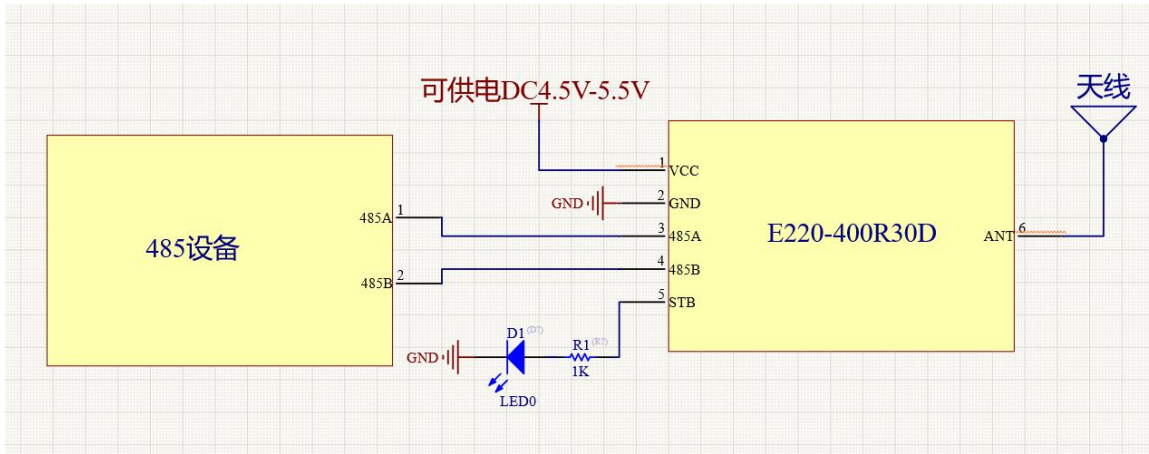 天线
可供电DC4.5V-5.5V
1
VCC
GND
2
GND
485A
1
3
485A
E220-400R30D
ANT
6
485设备
485B
2
4
485B
5
STB
D1 (D?)
R1 (R?)
GND
1K
LED0